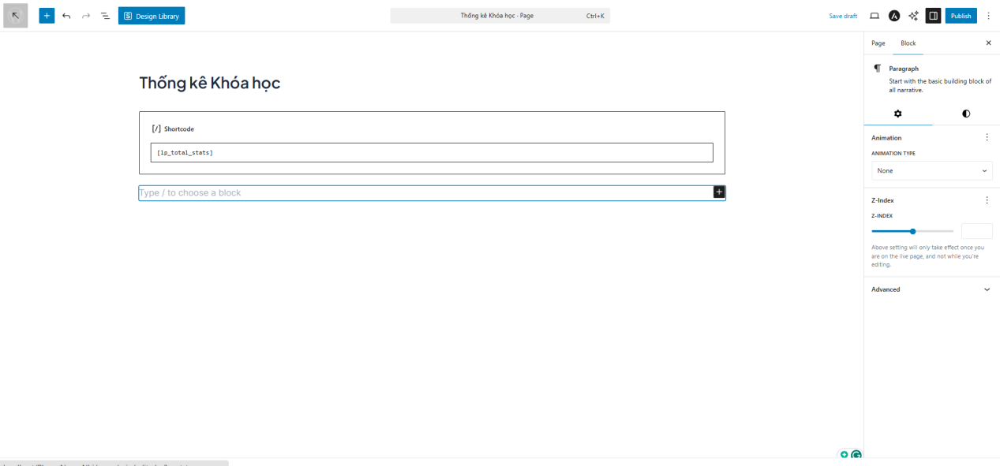 Design Library
Thống kê Khóa học · Page
Ctrl+K
Save draft
Publish
Page
Block
Thống kê Khóa học
Paragraph
Start with the basic building block of
all narrative.
[/] Shortcode
[lp_total_stats]
Type / to choose a block
Animation
ANIMATION TYPE
None
Z-Index
Z-INDEX
Above setting will only take effect once you
are on the live page, and not while you're
editing.
Advanced